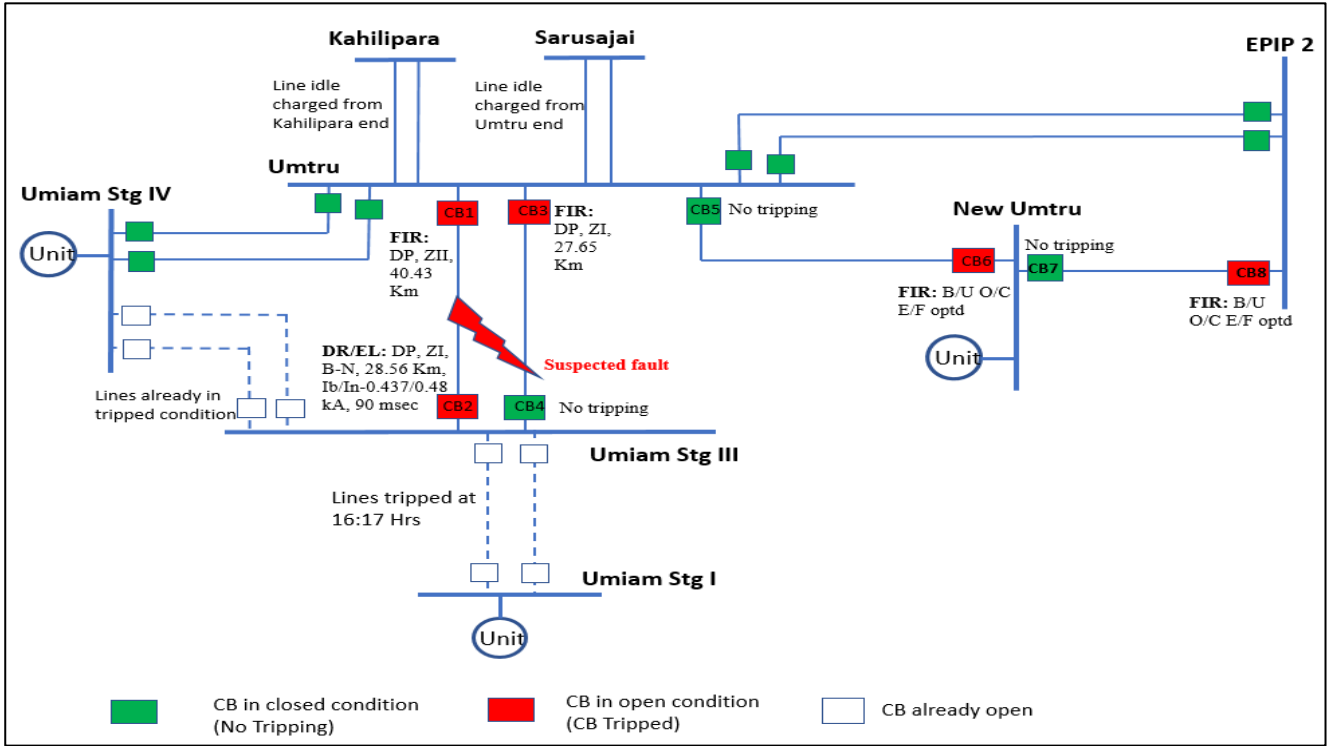 Kahilipara
Sarusajai
EPIP 2
Line idle
charged from
Kahilipara end
Line idle
charged from
Umtru end
Umtru
Umiam Stg IV
Unit
CB1
CB3
FIR:
DP, ZI,
27.65
Km
CB5
No tripping
New Umtru
FIR:
DP, ZII,
40.43
Km
CB6
No tripping
CB7
CB8
FIR: B/U O/C
E/F optd
FIR: B/U
O/C E/F optd
Unit
DR/EL: DP, ZI,
B-N, 28.56 Km,
Ib/In-0.437/0.48
kA, 90 msec
Suspected fault
Lines already in
tripped condition
CB2
CB4
No tripping
Umiam Stg III
Lines tripped at
16:17 Hrs
Umiam Stg I
Unit
CB in closed condition
(No Tripping)
CB in open condition
(CB Tripped)
CB already open